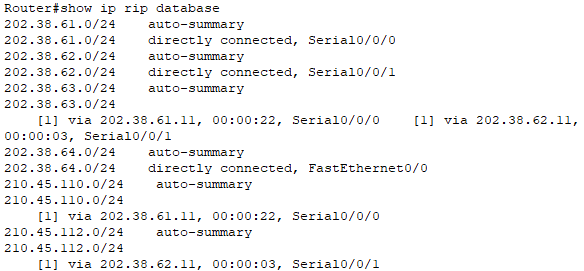 Router#show ip rip database
202.38.61.0/24    auto-summary
202.38.61.0/24    directly connected, Serial0/0/0
202.38.62.0/24    auto-summary
202.38.62.0/24    directly connected, Serial0/0/1
202.38.63.0/24    auto-summary
202.38.63.0/24
    [1] via 202.38.61.11, 00:00:22, Serial0/0/0    [1] via 202.38.62.11,
00:00:03, Serial0/0/1
202.38.64.0/24    auto-summary
202.38.64.0/24    directly connected, FastEthernet0/0
210.45.110.0/24    auto-summary
210.45.110.0/24
    [1] via 202.38.61.11, 00:00:22, Serial0/0/0
210.45.112.0/24    auto-summary
210.45.112.0/24
    [1] via 202.38.62.11, 00:00:03, Serial0/0/1